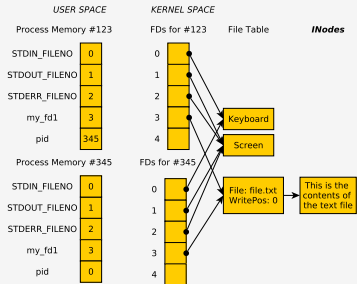 USER SPACE
KERNEL SPACE
Process Memory #123
FDs for #123
File Table
INodes
STDIN_FILENO
0
0
STDOUT_FILENO
1
1
STDERR_FILENO
2
2
my_fd1
3
3
pid
345
4
Keyboard
Screen
Process Memory #345
FDs for #345
STDIN_FILENO
0
0
STDOUT_FILENO
1
1
STDERR_FILENO
2
2
my_fd1
3
3
pid
0
4
File: file.txt
WritePos: 0
This is the
contents of
the text file